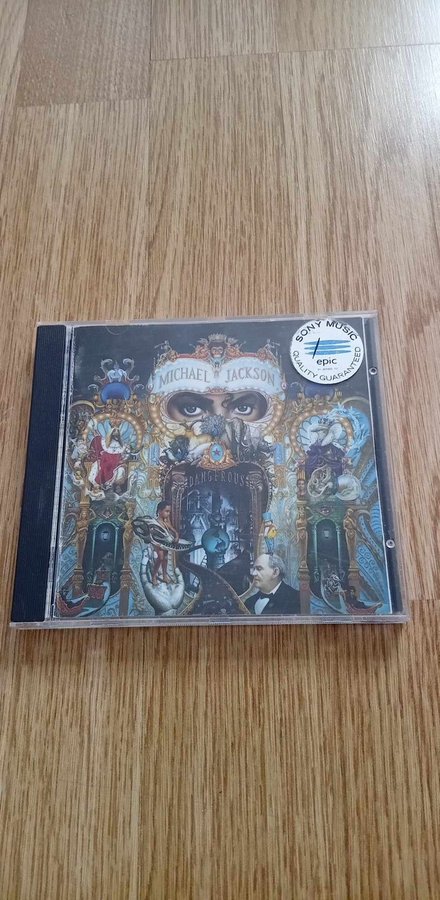 SONY MUSIC
epic
QUALITY GUARANTEED
MICHAEL JACKSON
DANGEROUS